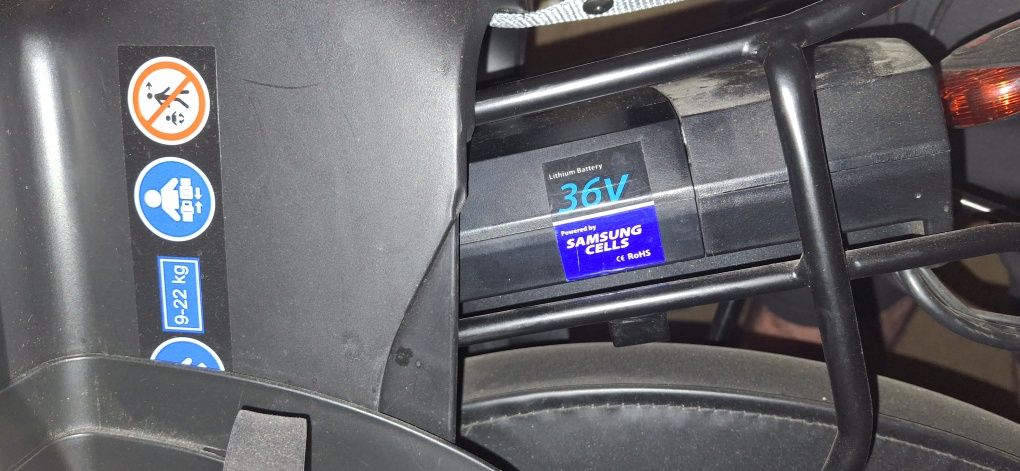 9-22 kg
Lithium Battery
36V
Powered by
SAMSUNG
CELLS
CE RoHS